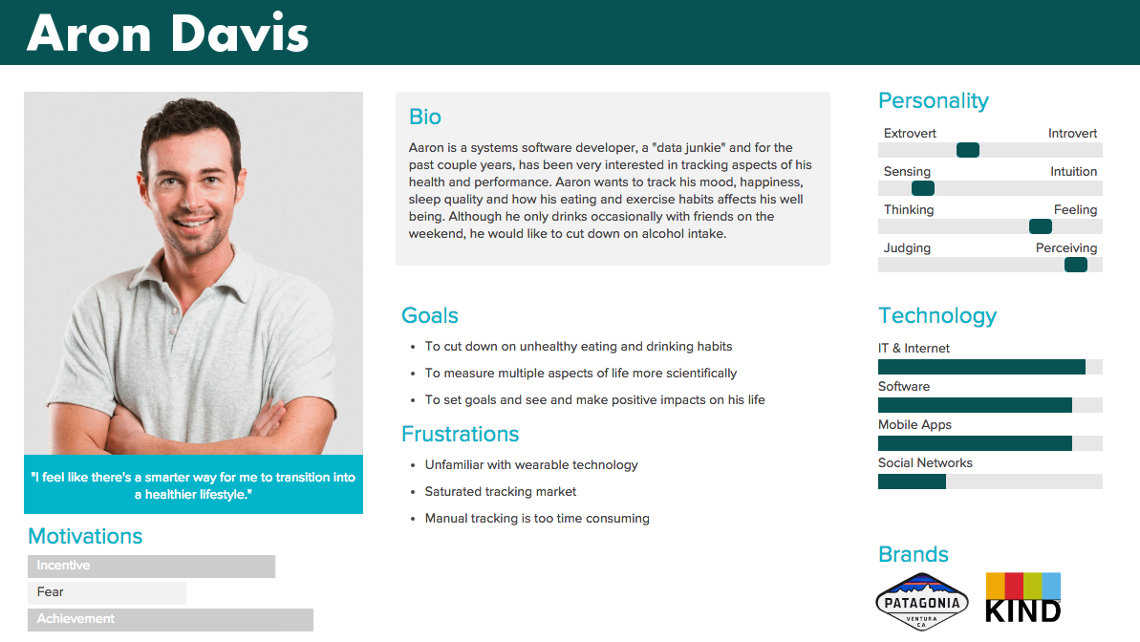 Aron Davis
"I feel like there's a smarter way for me to transition into
a healthier lifestyle."
Motivations
Incentive
Fear
Achievement
Bio
Aaron is a systems software developer, a "data junkie" and for the
past couple years, has been very interested in tracking aspects of his
health and performance. Aaron wants to track his mood, happiness,
sleep quality and how his eating and exercise habits affects his well
being. Although he only drinks occasionally with friends on the
weekend, he would like to cut down on alcohol intake.
Goals
• To cut down on unhealthy eating and drinking habits
• To measure multiple aspects of life more scientifically
• To set goals and see and make positive impacts on his life
Frustrations
• Unfamiliar with wearable technology
• Saturated tracking market
• Manual tracking is too time consuming
Personality
Extrovert Introvert
Sensing Intuition
Thinking Feeling
Judging Perceiving
Technology
IT & Internet
Software
Mobile Apps
Social Networks
Brands
PATAGONIA
VENTURA
CA
KIND